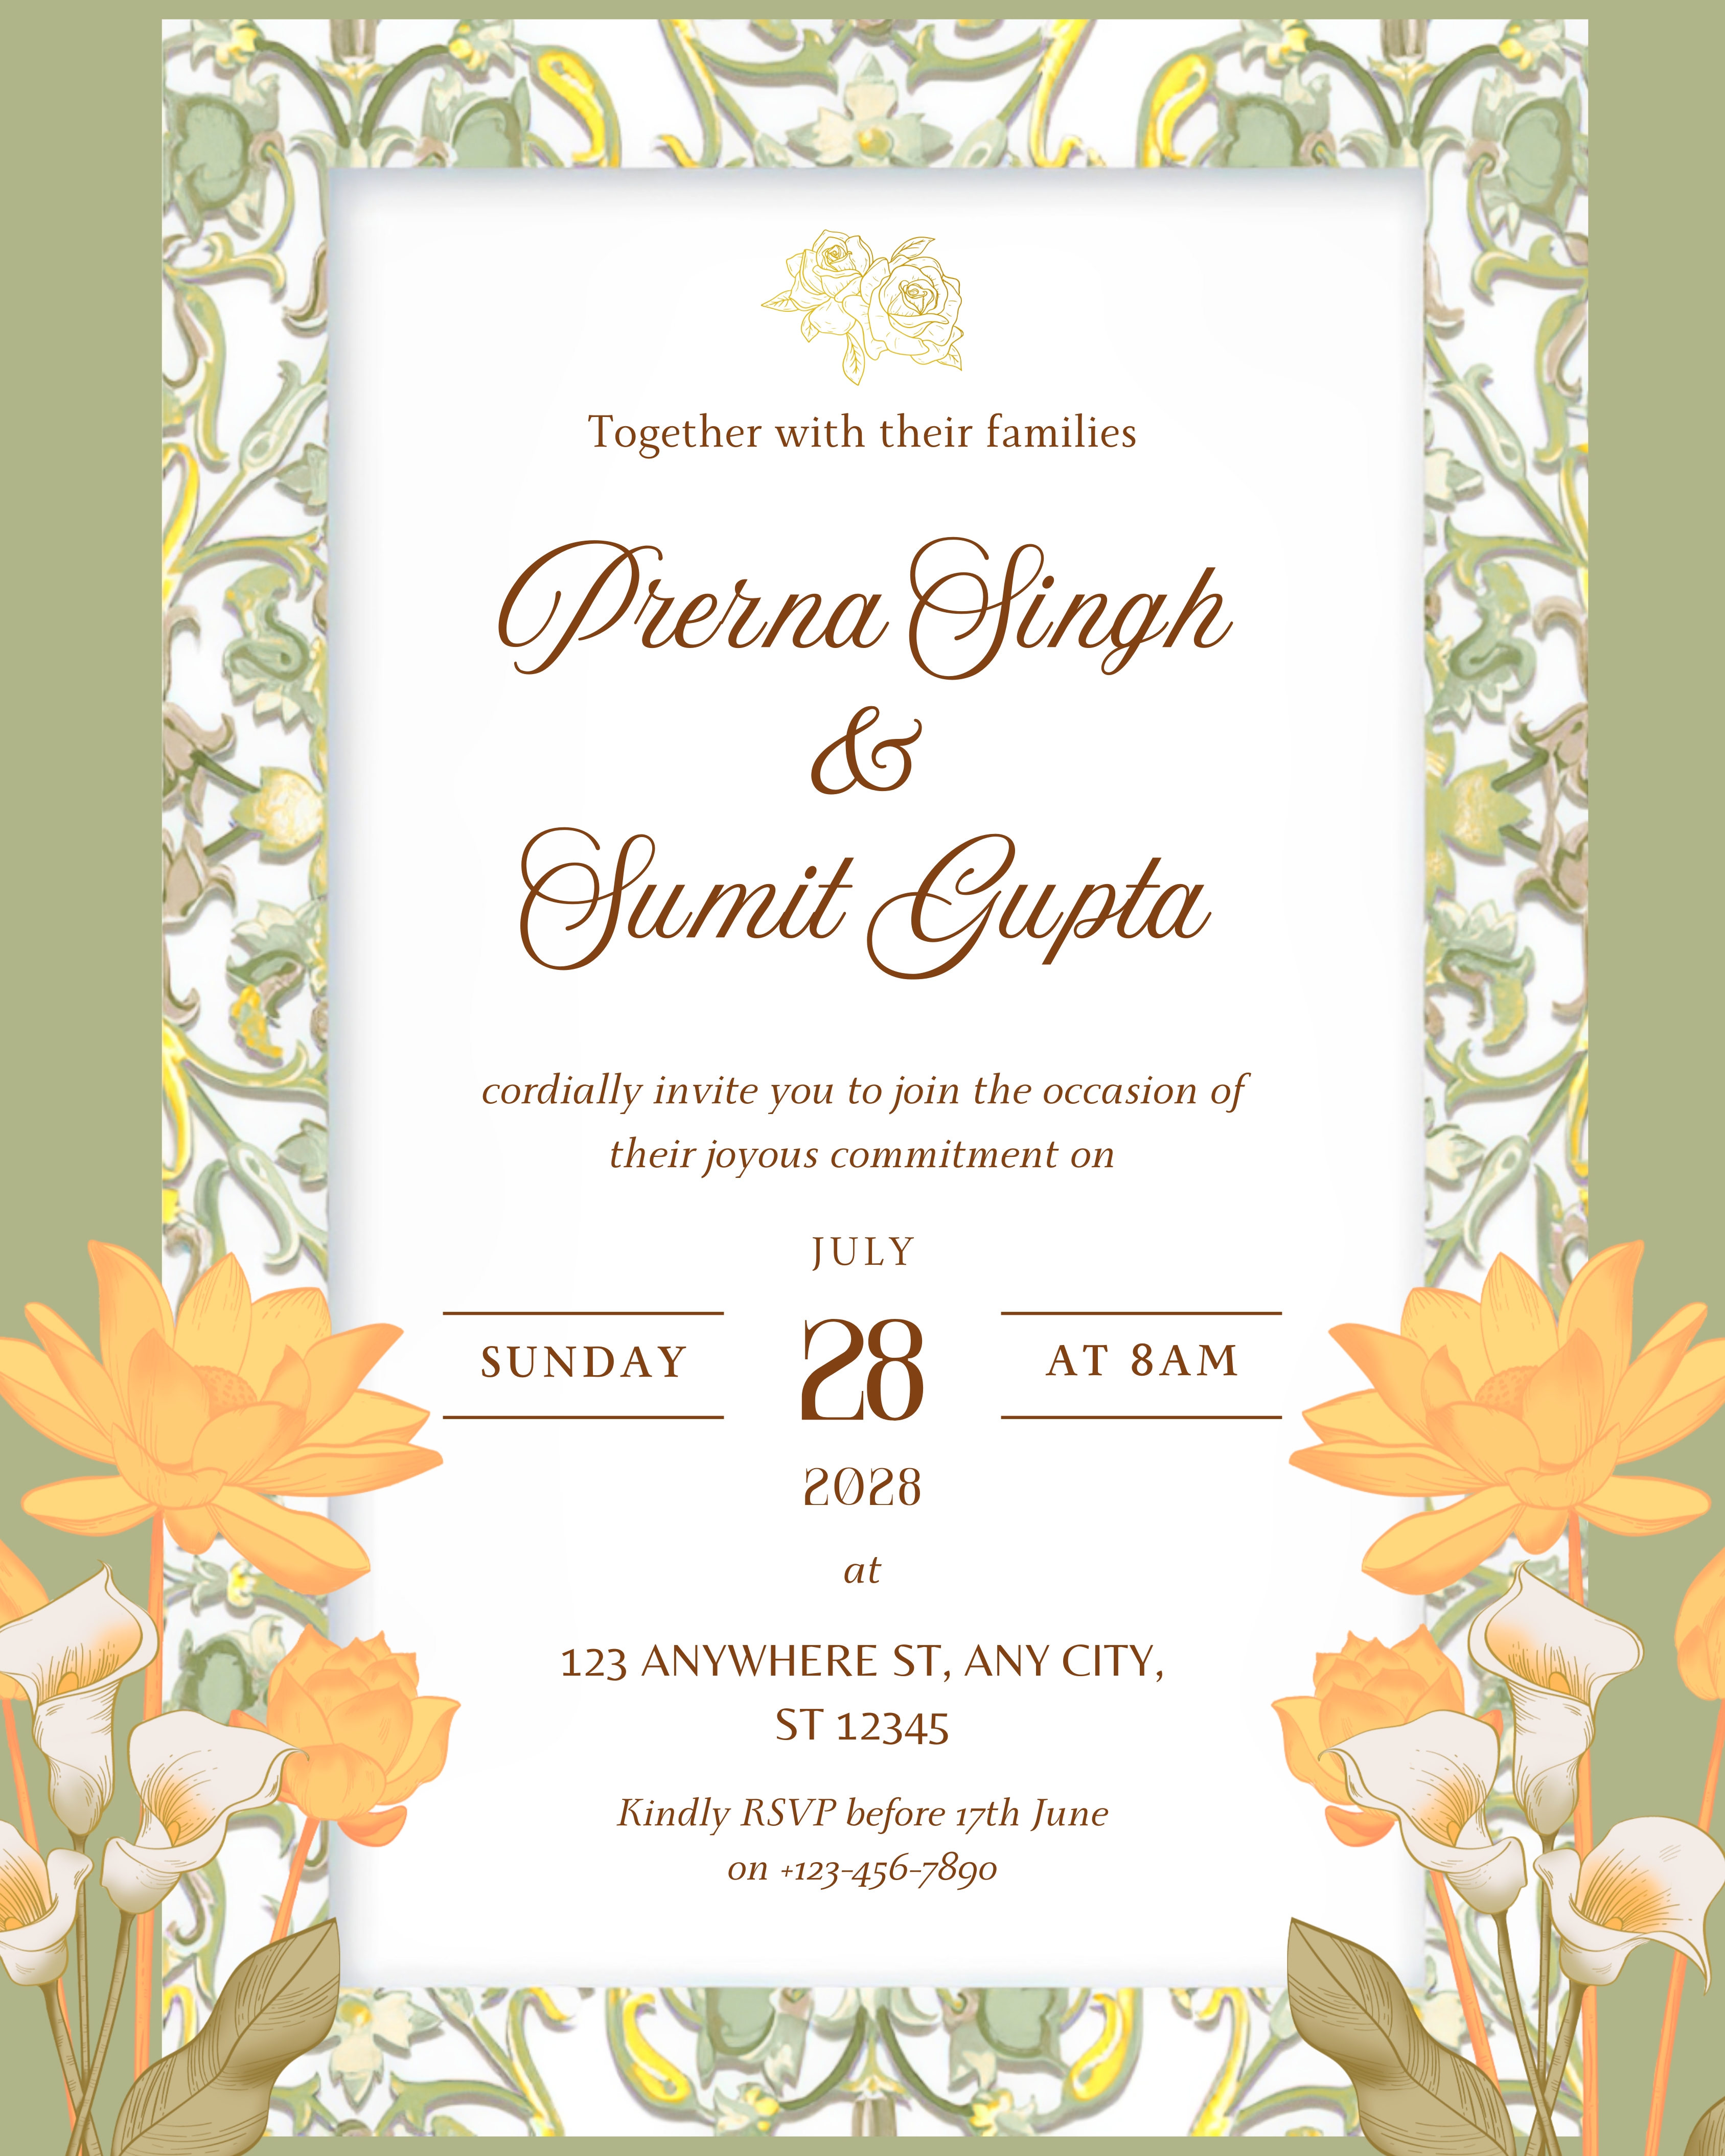 Together with their families
Prerna Singh
&
Sumit Gupta
cordially invite you to join the occasion of
their joyous commitment on
JULY
SUNDAY
28
AT 8AM
2028
at
123 ANYWHERE ST, ANY CITY,
ST 12345
Kindly RSVP before 17th June
on +123-456-7890